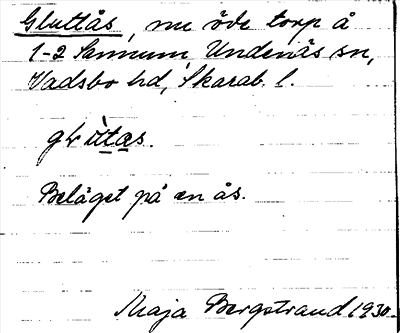 Gluttås, nu öde torp å
1-2 Sannum, Undenäs sn,
Vadsbo hd, Skarab. l.
Beläget på en ås.
Maja Bergstrand 1930.